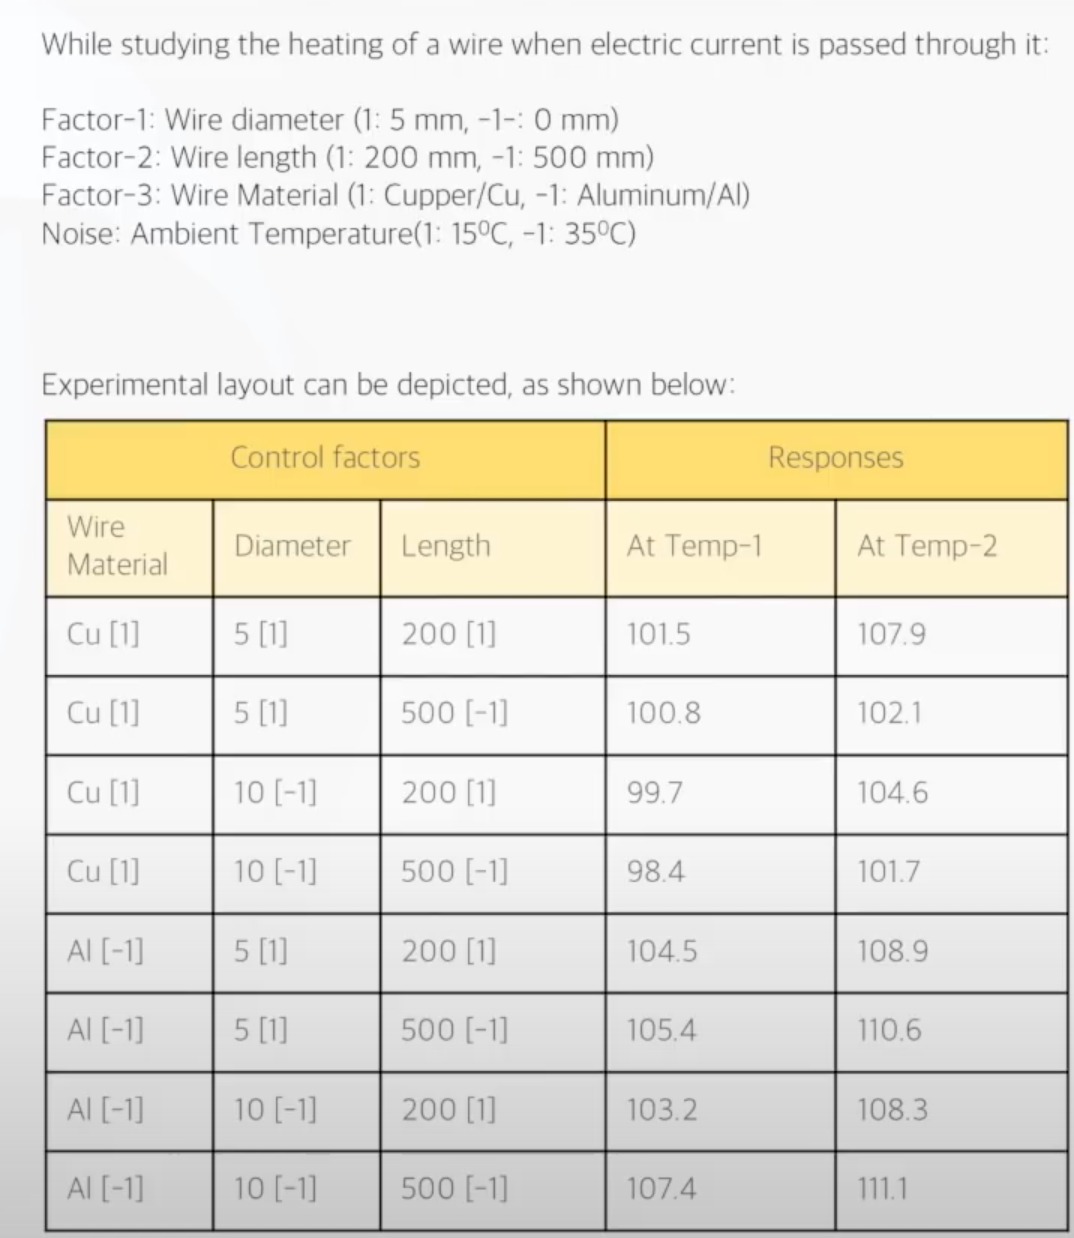 While studying the heating of a wire when electric current is passed through it:
Factor-1: Wire diameter (1: 5 mm, -1-: 0 mm)
Factor-2: Wire length (1: 200 mm, -1: 500 mm)
Factor-3: Wire Material (1: Cupper/Cu, -1: Aluminum/Al)
Noise: Ambient Temperature(1: 15⁰C, -1: 35⁰C)
Experimental layout can be depicted, as shown below:
Control factors Responses
Wire Material Diameter Length At Temp-1 At Temp-2
Cu [1] 5 [1] 200 [1] 101.5 107.9
Cu [1] 5 [1] 500 [-1] 100.8 102.1
Cu [1] 10 [-1] 200 [1] 99.7 104.6
Cu [1] 10 [-1] 500 [-1] 98.4 101.7
Al [-1] 5 [1] 200 [1] 104.5 108.9
Al [-1] 5 [1] 500 [-1] 105.4 110.6
Al [-1] 10 [-1] 200 [1] 103.2 108.3
Al [-1] 10 [-1] 500 [-1] 107.4 111.1